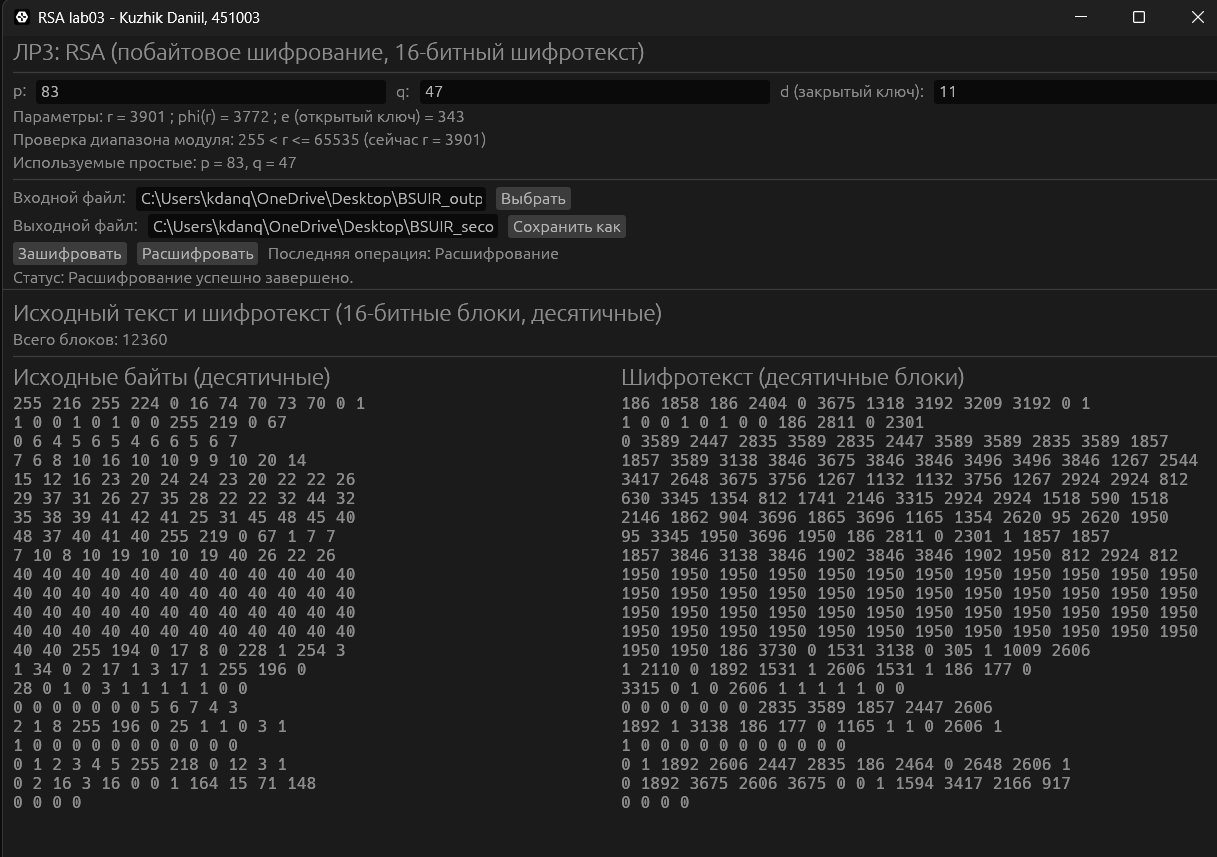 RSA lab03 - Kuzhik Daniil, 451003
ЛР3: RSA (побайтовое шифрование, 16-битный шифротекст)
p: 83 q: 47 d (закрытый ключ): 11
Параметры: r = 3901 ; phi(r) = 3772 ; e (открытый ключ) = 343
Проверка диапазона модуля: 255 < r <= 65535 (сейчас r = 3901)
Используемые простые: p = 83, q = 47
Входной файл: C:\Users\kdanq\OneDrive\Desktop\BSUIR_outp Выбрать
Выходной файл: C:\Users\kdanq\OneDrive\Desktop\BSUIR_seco Сохранить как
Зашифровать Расшифровать Последняя операция: Расшифрование
Статус: Расшифрование успешно завершено.
Исходный текст и шифротекст (16-битные блоки, десятичные)
Всего блоков: 12360
Исходные байты (десятичные)
255 216 255 224 0 16 74 70 73 70 0 1
1 0 0 1 0 1 0 0 255 219 0 67
0 6 4 5 6 5 4 6 6 5 6 7
7 6 8 10 16 10 10 9 9 10 20 14
15 12 16 23 20 24 24 23 20 22 22 26
29 37 31 26 27 35 28 22 22 32 44 32
35 38 39 41 42 41 25 31 45 48 45 40
48 37 40 41 40 255 219 0 67 1 7 7
7 10 8 10 19 10 10 19 40 26 22 26
40 40 40 40 40 40 40 40 40 40 40 40
40 40 40 40 40 40 40 40 40 40 40 40
40 40 40 40 40 40 40 40 40 40 40 40
40 40 40 40 40 40 40 40 40 40 40 40
40 40 255 194 0 17 8 0 228 1 254 3
1 34 0 2 17 1 3 17 1 255 196 0
28 0 1 0 3 1 1 1 1 1 0 0
0 0 0 0 0 0 0 5 6 7 4 3
2 1 8 255 196 0 25 1 1 0 3 1
1 0 0 0 0 0 0 0 0 0 0 0
0 1 2 3 4 5 255 218 0 12 3 1
0 2 16 3 16 0 0 1 164 15 71 148
0 0 0 0
Шифротекст (десятичные блоки)
186 1858 186 2404 0 3675 1318 3192 3209 3192 0 1
1 0 0 1 0 1 0 0 186 2811 0 2301
0 3589 2447 2835 3589 2835 2447 3589 3589 2835 3589 1857
1857 3589 3138 3846 3675 3846 3846 3496 3496 3846 1267 2544
3417 2648 3675 3756 1267 1132 1132 3756 1267 2924 2924 812
630 3345 1354 812 1741 2146 3315 2924 2924 1518 590 1518
2146 1862 904 3696 1865 3696 1165 1354 2620 95 2620 1950
95 3345 1950 3696 1950 186 2811 0 2301 1 1857 1857
1857 3846 3138 3846 1902 3846 3846 1902 1950 812 2924 812
1950 1950 1950 1950 1950 1950 1950 1950 1950 1950 1950 1950
1950 1950 1950 1950 1950 1950 1950 1950 1950 1950 1950 1950
1950 1950 1950 1950 1950 1950 1950 1950 1950 1950 1950 1950
1950 1950 1950 1950 1950 1950 1950 1950 1950 1950 1950 1950
1950 1950 186 3730 0 1531 3138 0 305 1 1009 2606
1 2110 0 1892 1531 1 2606 1531 1 186 177 0
3315 0 1 0 2606 1 1 1 1 1 0 0
0 0 0 0 0 0 0 2835 3589 1857 2447 2606
1892 1 3138 186 177 0 1165 1 1 0 2606 1
1 0 0 0 0 0 0 0 0 0 0 0
0 1 1892 2606 2447 2835 186 2464 0 2648 2606 1
0 1892 3675 2606 3675 0 0 1 1594 3417 2166 917
0 0 0 0